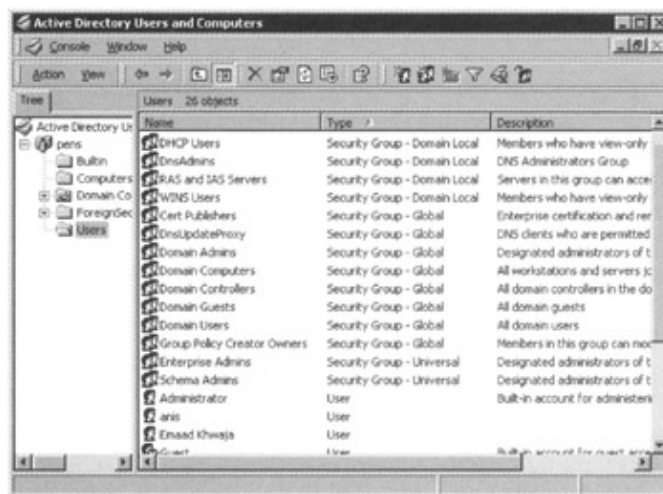 Active Directory Users and Computers
Console Window Help
Action View
Tree
Users 26 objects
Active Directory Us
pens
Builtin
Computers
Domain Co
ForeignSec
Users
Name Type Description
DHCP Users Security Group - Domain Local Members who have view-only
DnsAdmins Security Group - Domain Local DNS Administrators Group
RAS and IAS Servers Security Group - Domain Local Servers in this group can acce
WINS Users Security Group - Domain Local Members who have view-only
Cert Publishers Security Group - Global Enterprise certification and rer
DnsUpdateProxy Security Group - Global DNS clients who are permitted
Domain Admins Security Group - Global Designated administrators of t
Domain Computers Security Group - Global All workstations and servers jc
Domain Controllers Security Group - Global All domain controllers in the do
Domain Guests Security Group - Global All domain guests
Domain Users Security Group - Global All domain users
Group Policy Creator Owners Security Group - Global Members in this group can moc
Enterprise Admins Security Group - Universal Designated administrators of t
Schema Admins Security Group - Universal Designated administrators of t
Administrator User Built-in account for administerin
anis User
Emaad Khwaja User
Guest User Built-in account for guest acce